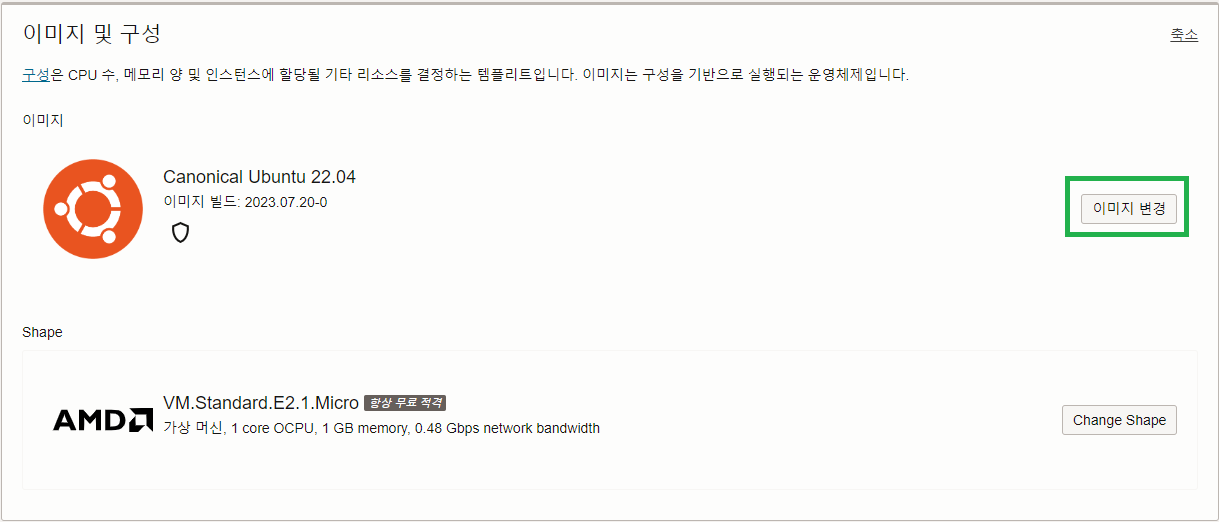 이미지 및 구성
축소
구성은 CPU 수, 메모리 양 및 인스턴스에 할당될 기타 리소스를 결정하는 템플리트입니다. 이미지는 구성을 기반으로 실행되는 운영체제입니다.
이미지
Canonical Ubuntu 22.04
이미지 빌드: 2023.07.20-0
이미지 변경
Shape
AMD
VM.Standard.E2.1.Micro 항상 무료 적격
가상 머신, 1 core OCPU, 1 GB memory, 0.48 Gbps network bandwidth
Change Shape